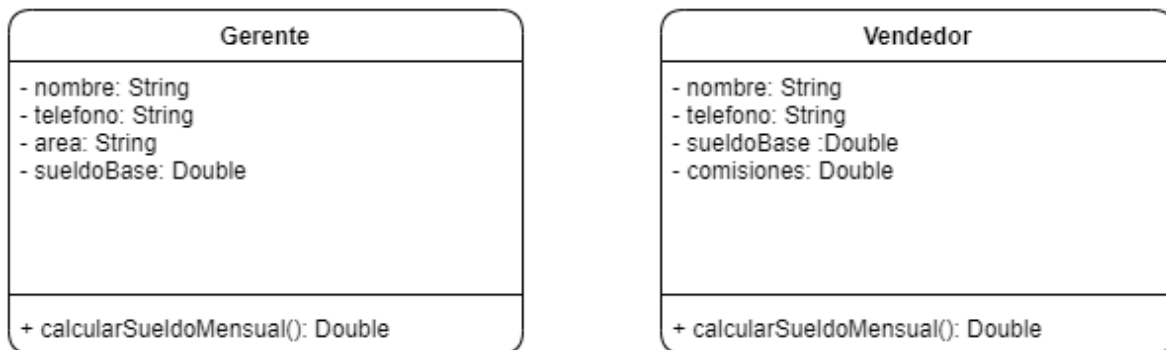 Gerente
- nombre: String
- telefono: String
- area: String
- sueldoBase: Double
+ calcularSueldoMensual(): Double
Vendedor
- nombre: String
- telefono: String
- sueldoBase :Double
- comisiones: Double
+ calcularSueldoMensual(): Double